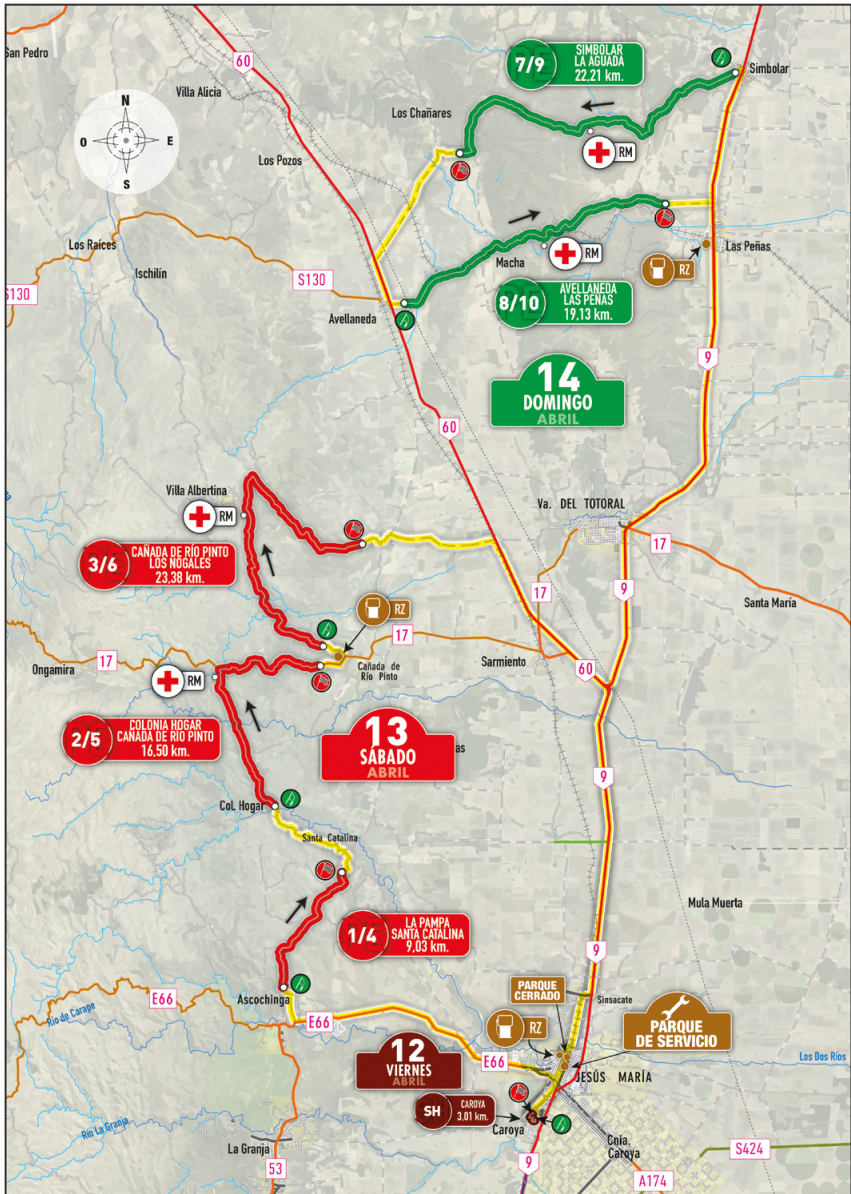 San Pedro
60
7/9
SIMBOLAR
LA AGUADA
22,21 km.
Simbolar
Villa Alicia
N
O
E
S
Los Chañares
RM
Los Pozos
Los Raíces
Ischilín
S130
S130
Macha
RM
Las Peñas
RZ
8/10
AVELLANEDA
LAS PEÑAS
19,13 km.
Avellaneda
9
14
DOMINGO
ABRIL
60
Villa Albertina
RM
Va. DEL TOTORAL
17
3/6
CAÑADA DE RÍO PINTO
LOS NOGALES
23,38 km.
RZ
17
17
9
Santa María
Ongamira
17
Cañada de
Río Pinto
Sarmiento
60
RM
2/5
COLONIA HOGAR
CAÑADA DE RÍO PINTO
16,50 km.
13
SÁBADO
ABRIL
as
9
Col. Hogar
Santa Catalina
1/4
LA PAMPA
SANTA CATALINA
9,03 km.
Mula Muerta
9
Ascochinga
E66
Río de Carape
E66
PARQUE
CERRADO
Sinsacate
RZ
PARQUE
DE SERVICIO
12
VIERNES
ABRIL
E66
Los Dos Ríos
JESÚS MARÍA
SH
CAROYA
3.01 km.
Caroya
Río La Granja
La Granja
53
9
Cnia.
Caroya
S424
A174